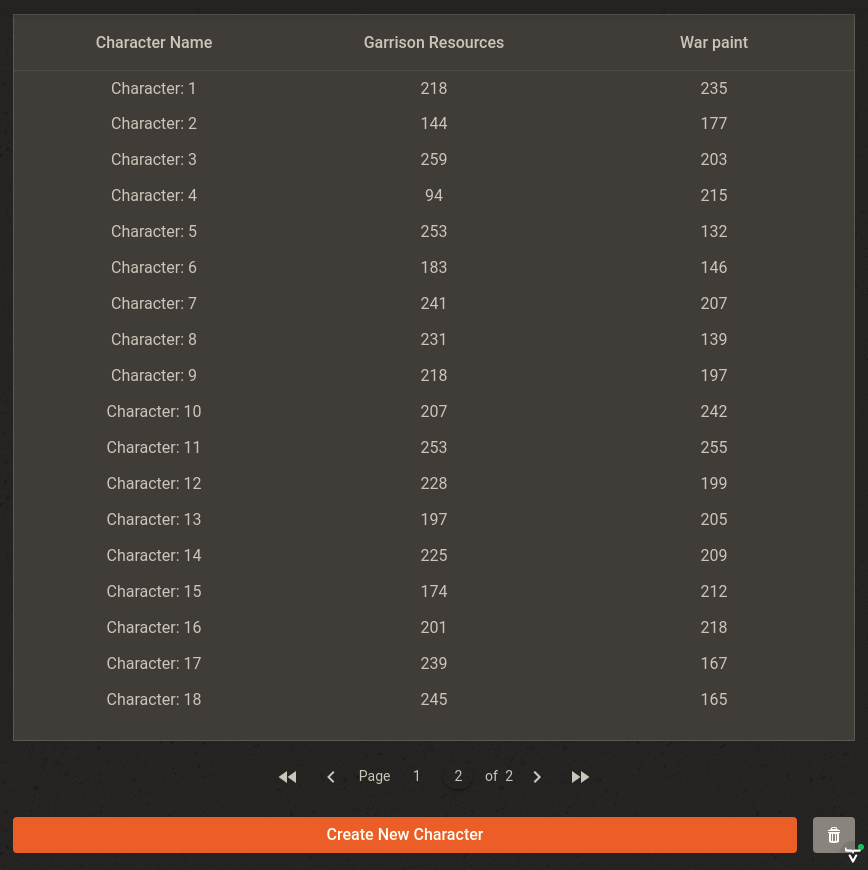 Character Name Garrison Resources War paint
Character: 1 218 235
Character: 2 144 177
Character: 3 259 203
Character: 4 94 215
Character: 5 253 132
Character: 6 183 146
Character: 7 241 207
Character: 8 231 139
Character: 9 218 197
Character: 10 207 242
Character: 11 253 255
Character: 12 228 199
Character: 13 197 205
Character: 14 225 209
Character: 15 174 212
Character: 16 201 218
Character: 17 239 167
Character: 18 245 165
Page 1 2 of 2
Create New Character